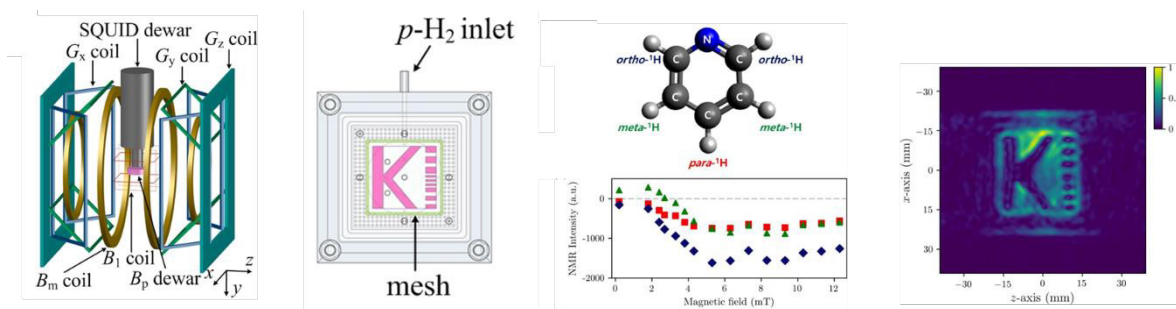 SQUID dewar
Gx coil
Gy coil
Gz coil
Bm coil
B1 coil
Bp dewar
x
y
z
p-H2 inlet
K
mesh
N
ortho-1H
ortho-1H
C
C
C
C
C
meta-1H
meta-1H
para-1H
NMR Intensity (a.u.)
0
-1000
-2000
0
2
4
6
8
10
12
Magnetic field (mT)
x-axis (mm)
-30
-15
0
15
30
-30
-15
0
15
30
z-axis (mm)
K
1
0.
0